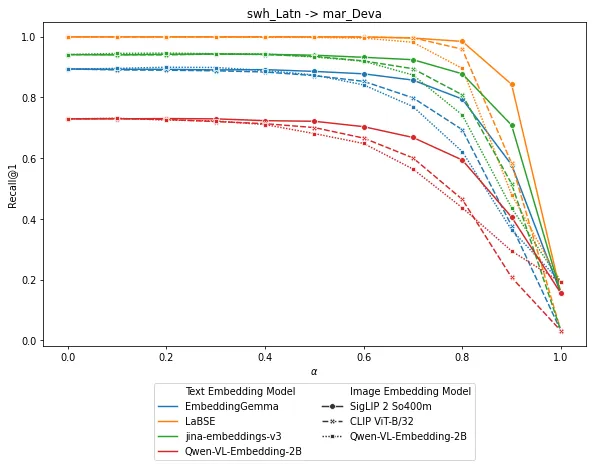 swh_Latn -> mar_Deva
Recall@1
1.0
0.8
0.6
0.4
0.2
0.0
0.0 0.2 0.4 0.6 0.8 1.0
α
Text Embedding Model
EmbeddingGemma
LaBSE
jina-embeddings-v3
Qwen-VL-Embedding-2B
Image Embedding Model
SigLIP 2 So400m
CLIP ViT-B/32
Qwen-VL-Embedding-2B